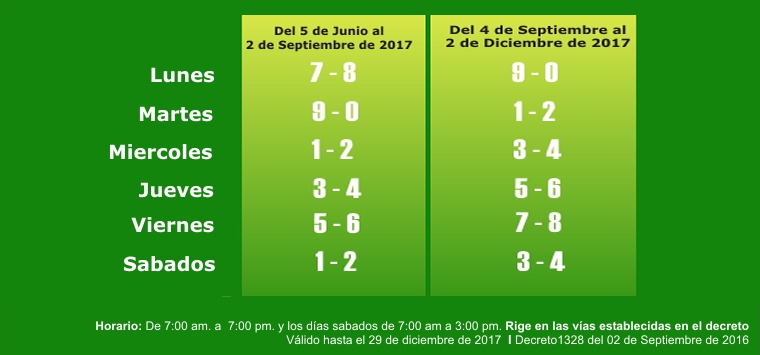 Del 5 de Junio al
2 de Septiembre de 2017
Del 4 de Septiembre al
2 de Diciembre de 2017
Lunes 7 - 8 9 - 0
Martes 9 - 0 1 - 2
Miercoles 1 - 2 3 - 4
Jueves 3 - 4 5 - 6
Viernes 5 - 6 7 - 8
Sabados 1 - 2 3 - 4
Horario: De 7:00 am. a 7:00 pm. y los días sabados de 7:00 am a 3:00 pm. Rige en las vías establecidas en el decreto
Válido hasta el 29 de diciembre de 2017 I Decreto1328 del 02 de Septiembre de 2016